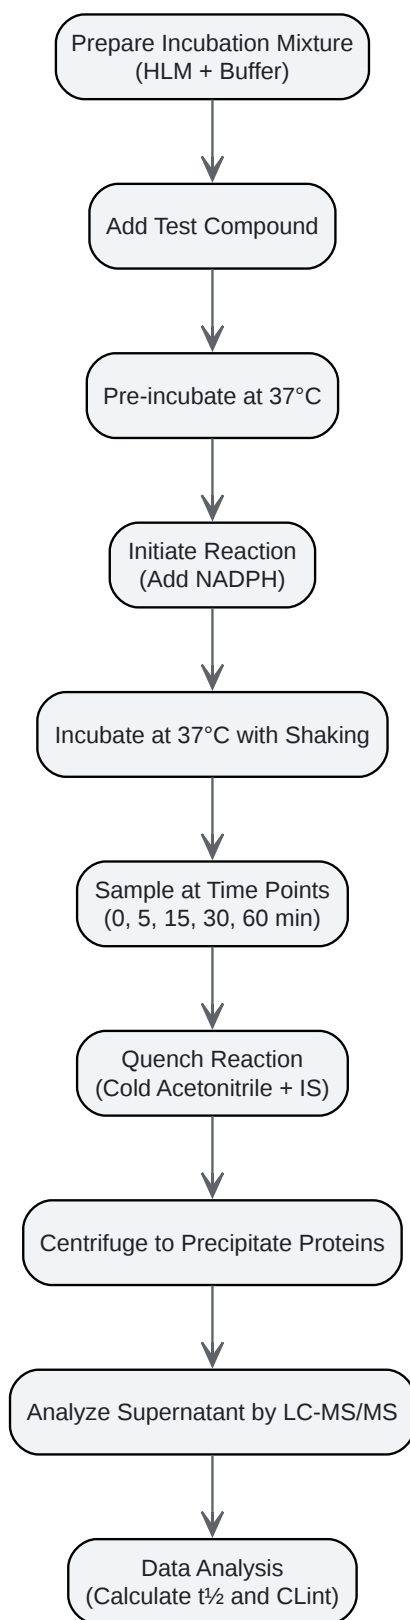 Prepare Incubation Mixture
(HLM + Buffer)
Add Test Compound
Pre-incubate at 37°C
Initiate Reaction
(Add NADPH)
Incubate at 37°C with Shaking
Sample at Time Points
(0, 5, 15, 30, 60 min)
Quench Reaction
(Cold Acetonitrile + IS)
Centrifuge to Precipitate Proteins
Analyze Supernatant by LC-MS/MS
Data Analysis
(Calculate t½ and CLint)